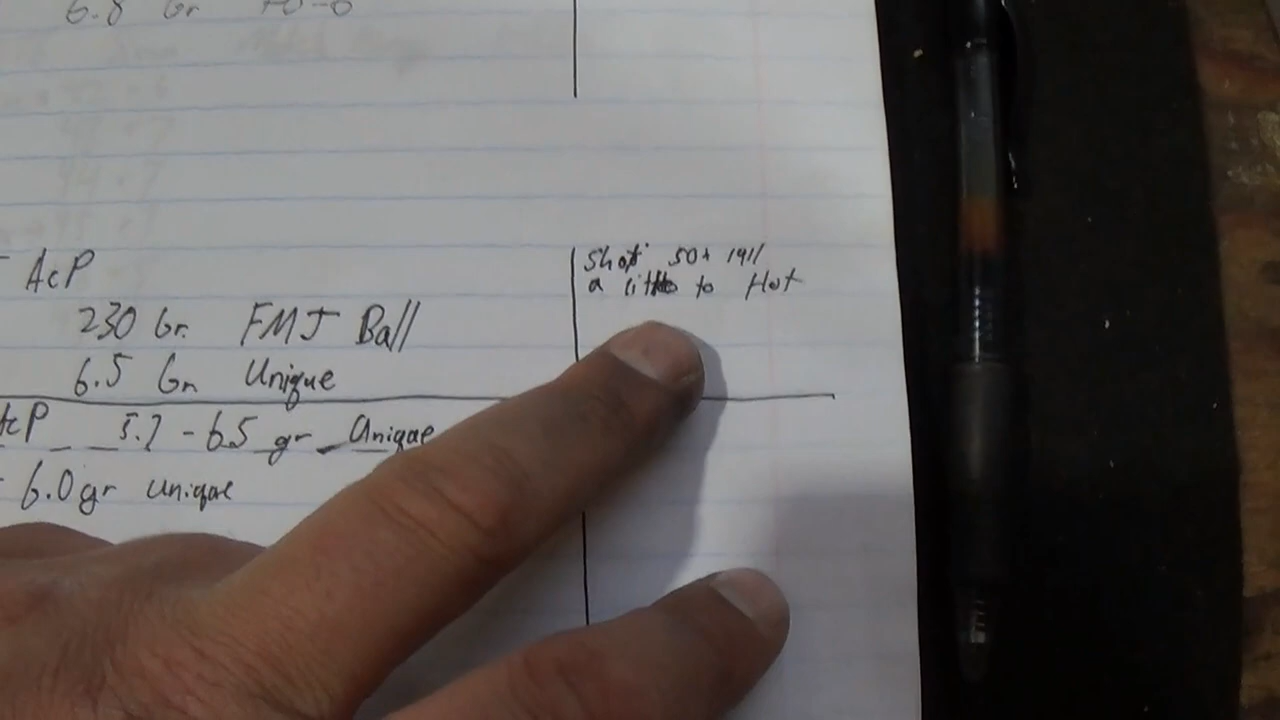 6.8 Gr
AcP
230 Gr. FMJ Ball
6.5 Gr Unique
Shot 50+ 1911
a little to Hot
AcP 5.7 - 6.5 gr Unique
- 6.0 gr unique